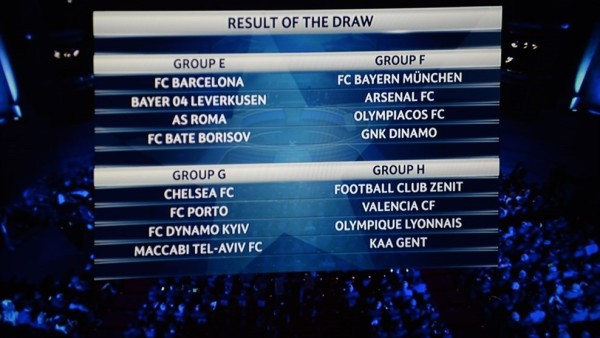 RESULT OF THE DRAW
GROUP E
FC BARCELONA
BAYER 04 LEVERKUSEN
AS ROMA
FC BATE BORISOV
GROUP F
FC BAYERN MÜNCHEN
ARSENAL FC
OLYMPIACOS FC
GNK DINAMO
GROUP G
CHELSEA FC
FC PORTO
FC DYNAMO KYIV
MACCABI TEL-AVIV FC
GROUP H
FOOTBALL CLUB ZENIT
VALENCIA CF
OLYMPIQUE LYONNAIS
KAA GENT